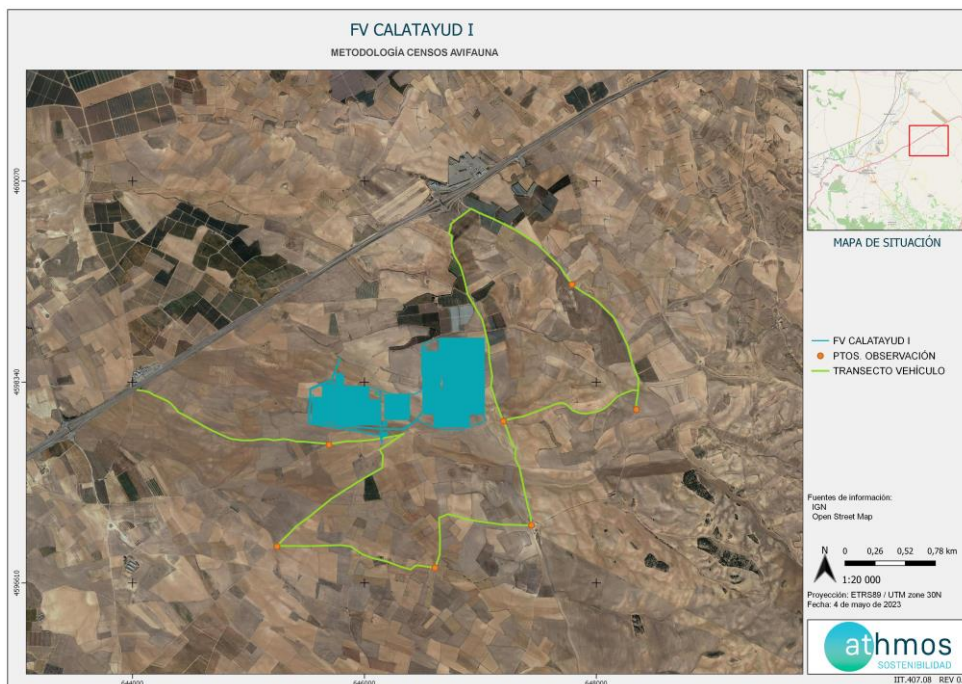 FV CALATAYUD I
METODOLOGÍA CENSOS AVIFAUNA
4600070
4598340
4596610
644000
646000
648000
MAPA DE SITUACIÓN
FV CALATAYUD I
PTOS. OBSERVACIÓN
TRANSECTO VEHÍCULO
Fuentes de información:
IGN
Open Street Map
N
0 0,26 0,52 0,78 km
1:20 000
Proyección: ETRS89 / UTM zone 30N
Fecha: 4 de mayo de 2023
athmos
SOSTENIBILIDAD
IIT.407.08 REV 0.